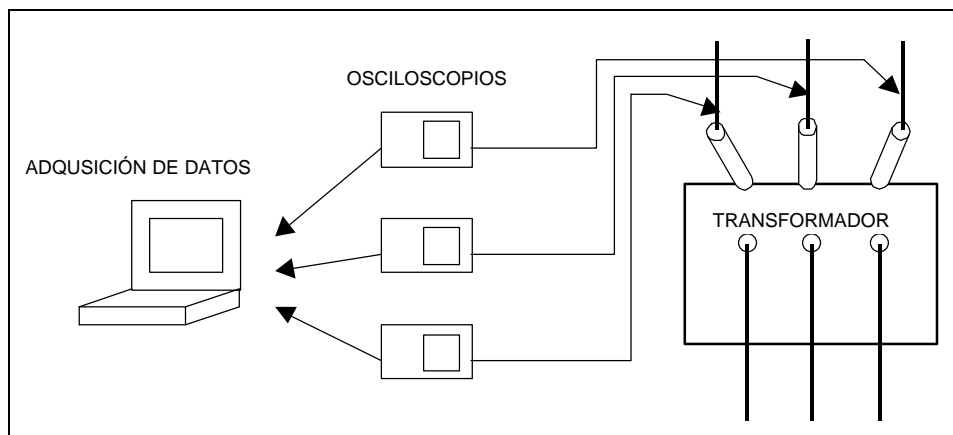 OSCILOSCOPIOS
ADQUSICIÓN DE DATOS
TRANSFORMADOR